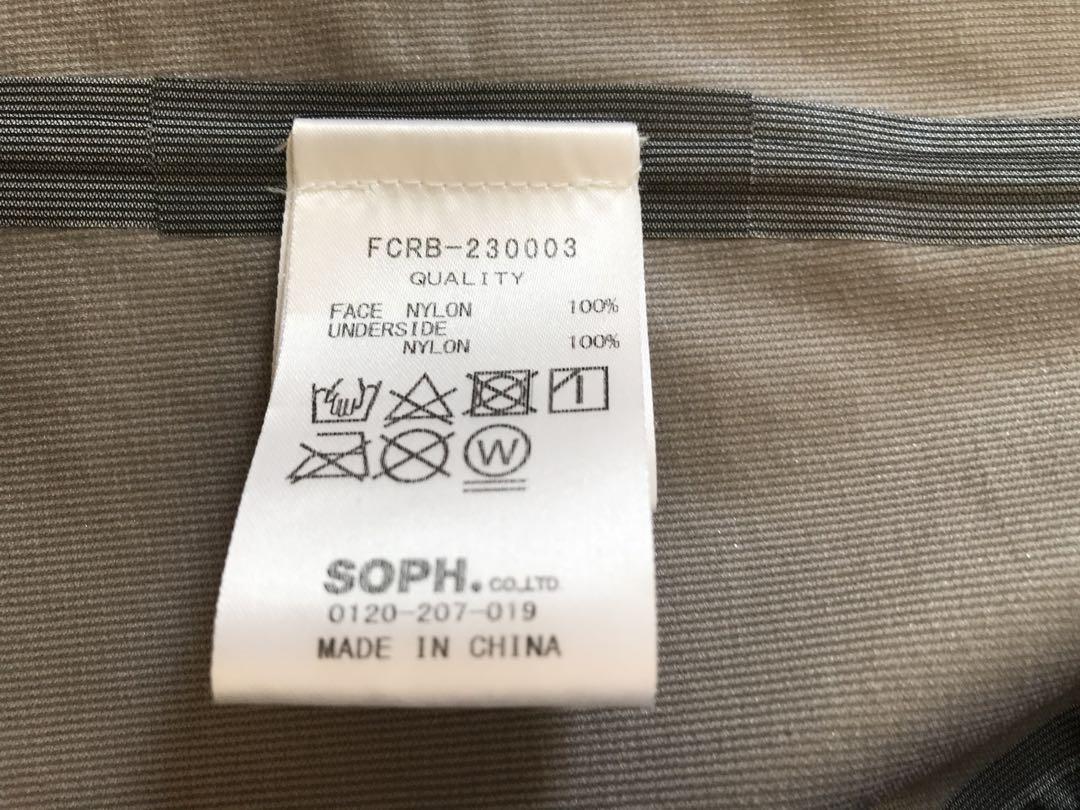 FCRB-230003
QUALITY
FACE NYLON 100%
UNDERSIDE
NYLON 100%
W
SOPH. CO.,LTD.
0120-207-019
MADE IN CHINA